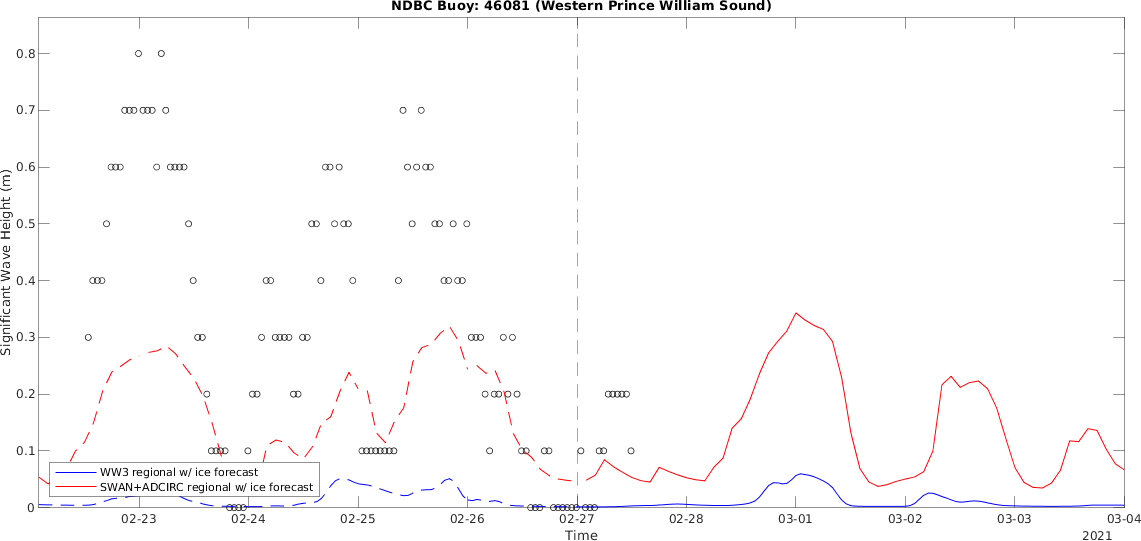 NDBC Buoy: 46081 (Western Prince William Sound)
Significant Wave Height (m)
0.8
0.7
0.6
0.5
0.4
0.3
0.2
0.1
0
WW3 regional w/ ice forecast
SWAN+ADCIRC regional w/ ice forecast
02-23 02-24 02-25 02-26 02-27 02-28 03-01 03-02 03-03 03-04
Time
2021